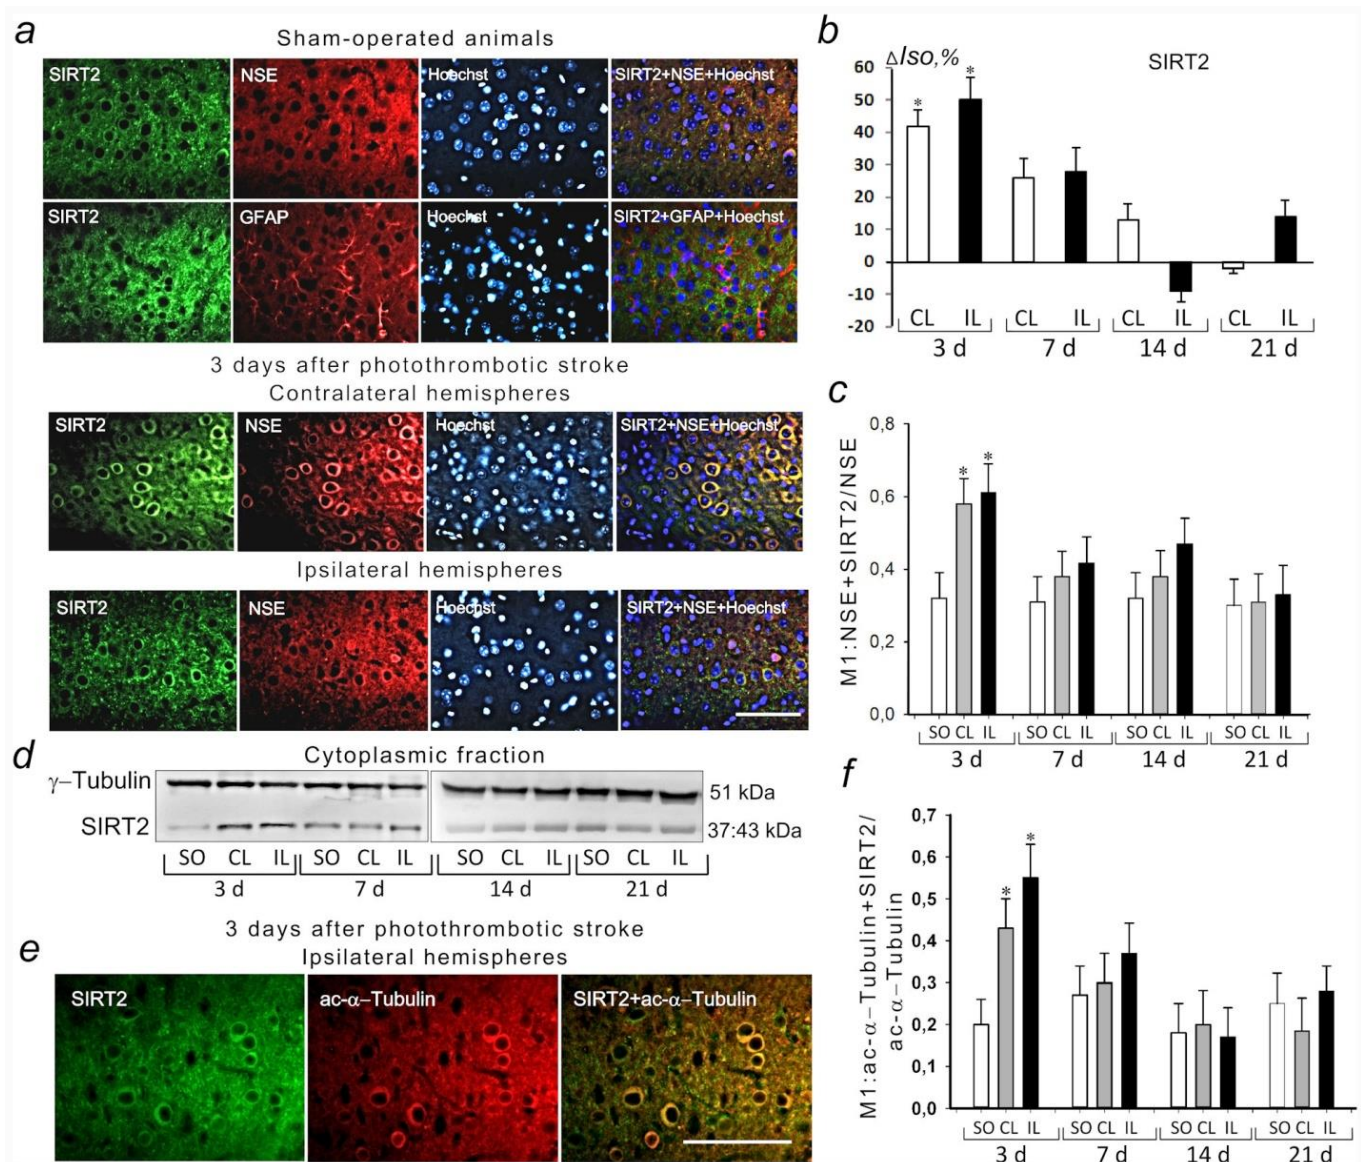 a
Sham-operated animals
SIRT2 NSE Hoechst SIRT2+NSE+Hoechst
SIRT2 GFAP Hoechst SIRT2+GFAP+Hoechst
3 days after photothrombotic stroke
Contralateral hemispheres
SIRT2 NSE Hoechst SIRT2+NSE+Hoechst
Ipsilateral hemispheres
SIRT2 NSE Hoechst SIRT2+NSE+Hoechst
b
ΔIso,% SIRT2
60
50
40
30
20
10
0
-10
-20
* *
CL IL CL IL CL IL CL IL
3 d 7 d 14 d 21 d
c
M1:NSE+SIRT2/NSE
0,8
0,6
0,4
0,2
0,0
* *
SO CL IL SO CL IL SO CL IL SO CL IL
3 d 7 d 14 d 21 d
d
Cytoplasmic fraction
γ–Tubulin 51 kDa
SIRT2 37:43 kDa
SO CL IL SO CL IL SO CL IL SO CL IL
3 d 7 d 14 d 21 d
e
3 days after photothrombotic stroke
Ipsilateral hemispheres
SIRT2 ac-α–Tubulin SIRT2+ac-α–Tubulin
f
M1:ac-α–Tubulin+SIRT2/
ac-α–Tubulin
0,7
0,6
0,5
0,4
0,3
0,2
0,1
0,0
* *
SO CL IL SO CL IL SO CL IL SO CL IL
3 d 7 d 14 d 21 d